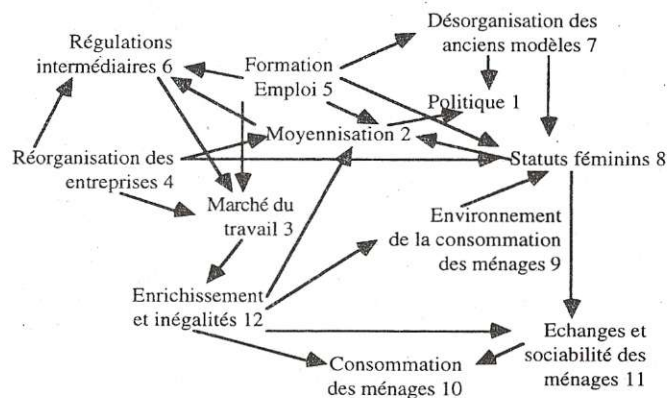 Régulations
intermédiaires 6
Formation
Emploi 5
Désorganisation des
anciens modèles 7
Politique 1
Moyennisation 2
Réorganisation des
entreprises 4
Statuts féminins 8
Marché du
travail 3
Environnement
de la consommation
des ménages 9
Enrichissement
et inégalités 12
Consommation
des ménages 10
Echanges et
sociabilité des
ménages 11